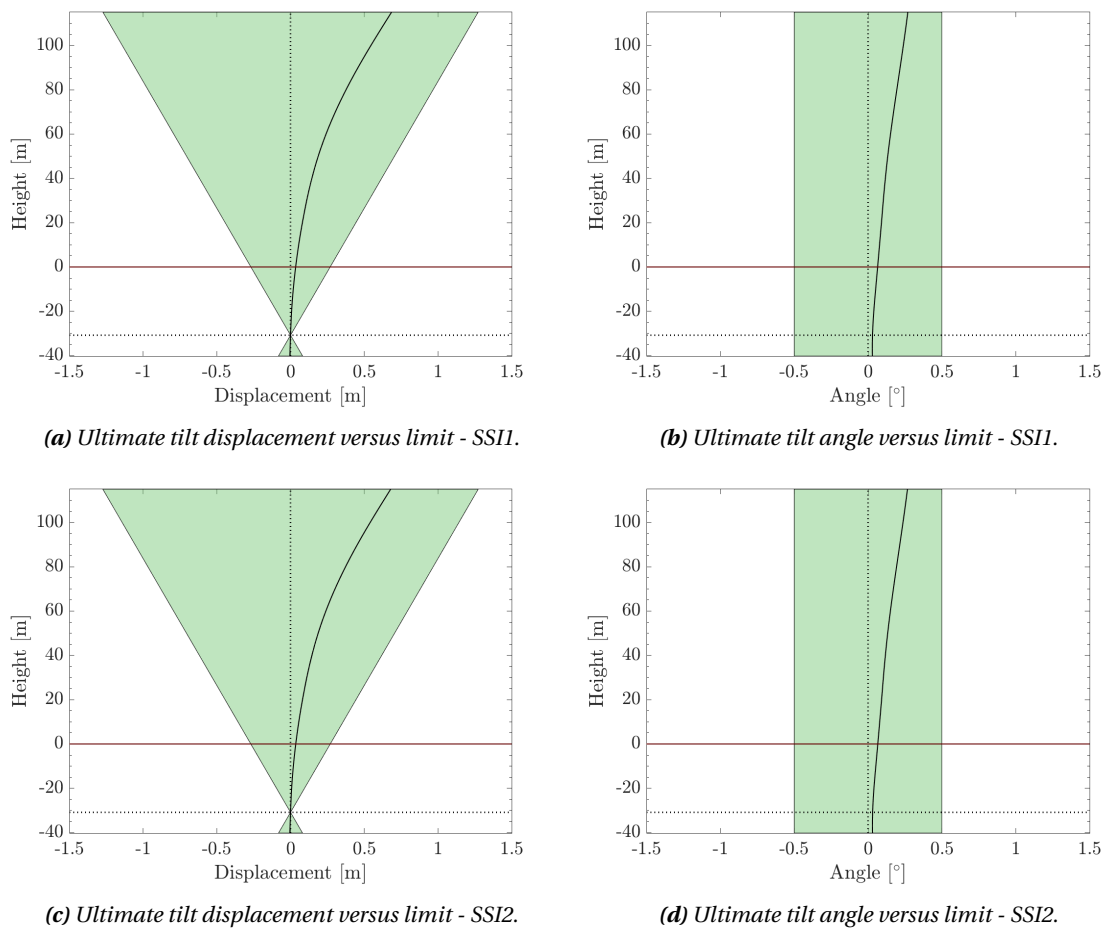 100
80
60
40
20
0
-20
-40
Height [m]
-1.5 -1 -0.5 0 0.5 1 1.5
Displacement [m]
(a) Ultimate tilt displacement versus limit - SSI1.
100
80
60
40
20
0
-20
-40
Height [m]
-1.5 -1 -0.5 0 0.5 1 1.5
Angle [°]
(b) Ultimate tilt angle versus limit - SSI1.
100
80
60
40
20
0
-20
-40
Height [m]
-1.5 -1 -0.5 0 0.5 1 1.5
Displacement [m]
(c) Ultimate tilt displacement versus limit - SSI2.
100
80
60
40
20
0
-20
-40
Height [m]
-1.5 -1 -0.5 0 0.5 1 1.5
Angle [°]
(d) Ultimate tilt angle versus limit - SSI2.